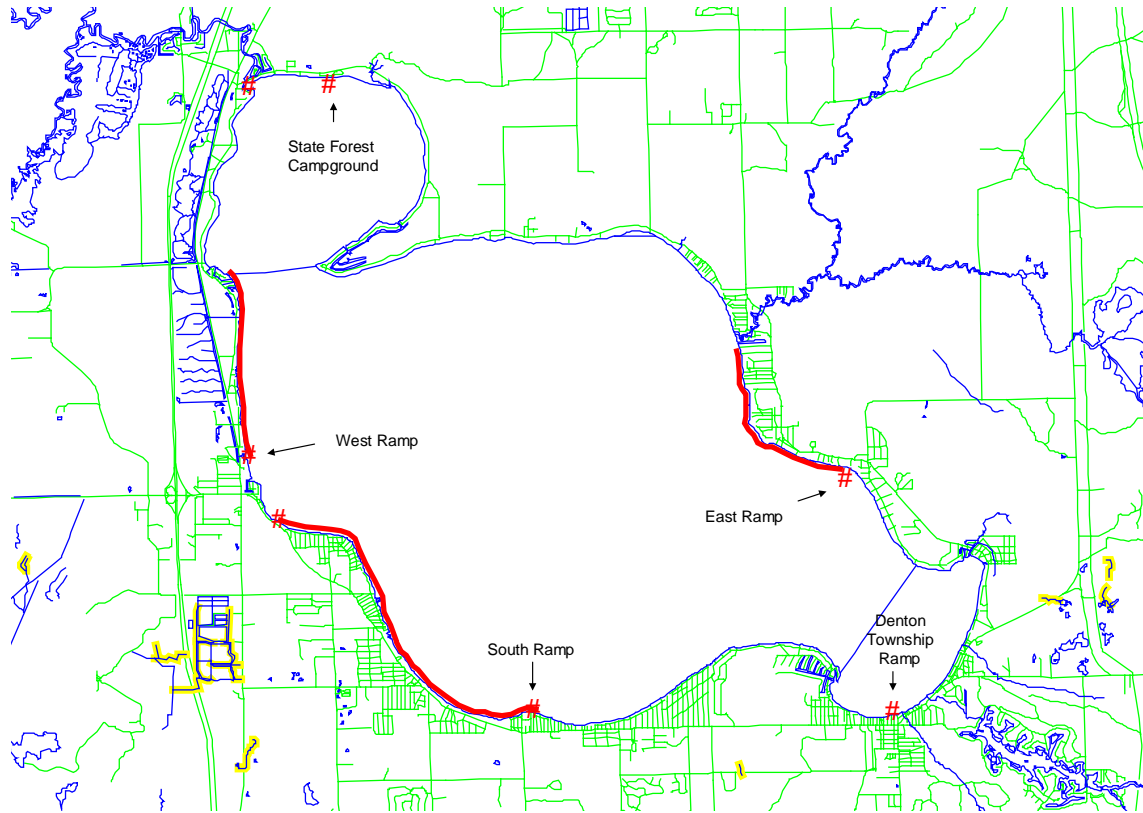 #
#
State Forest
Campground
West Ramp
#
#
East Ramp
#
South Ramp
#
Denton
Township
Ramp
#